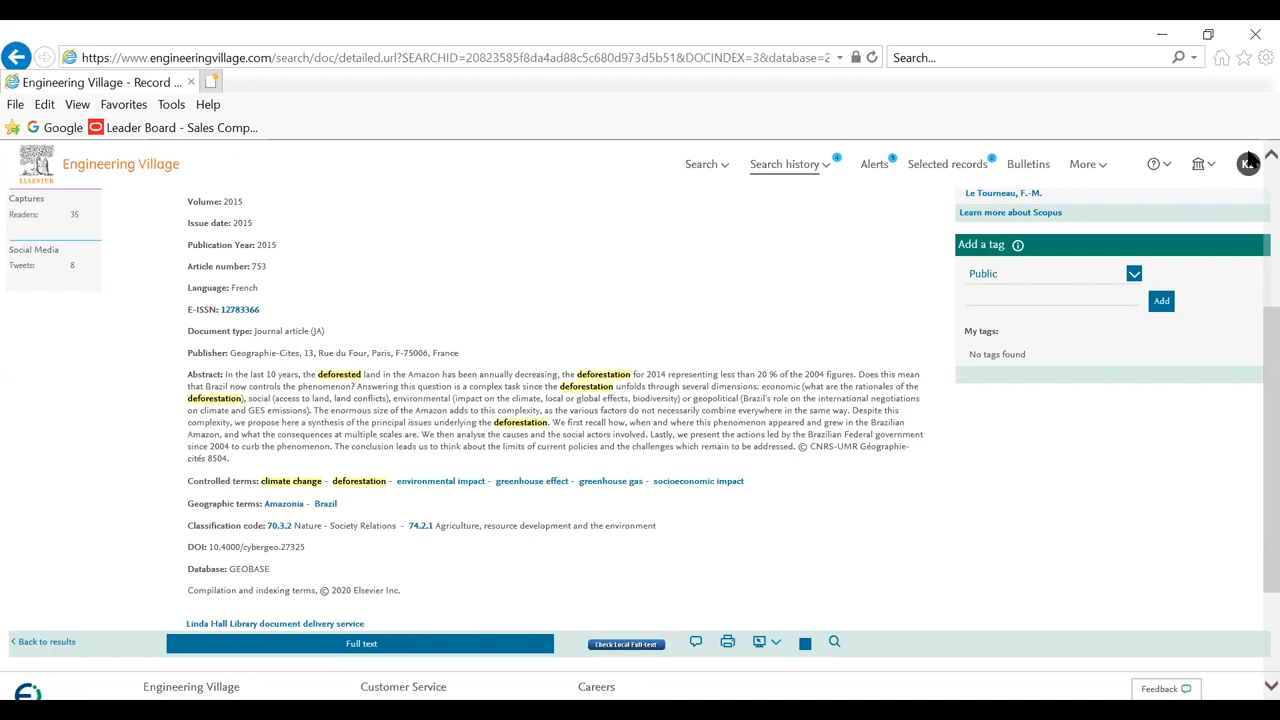 https://www.engineeringvillage.com/search/doc/detailed.url?SEARCHID=20823585f8da4ad88c5c680d973d5b51&DOCINDEX=3&database=2
Search...
Engineering Village - Record ...
File Edit View Favorites Tools Help
Google Leader Board - Sales Comp...
ELSEVIER
Engineering Village
Search Search history 4 Alerts 5 Selected records 0 Bulletins More
Captures
Readers: 35
Social Media
Tweets: 8
Volume: 2015
Issue date: 2015
Publication Year: 2015
Article number: 753
Language: French
E-ISSN: 12783366
Document type: Journal article (JA)
Publisher: Geographie-Cites, 13, Rue du Four, Paris, F-75006, France
Abstract: In the last 10 years, the deforested land in the Amazon has been annually decreasing, the deforestation for 2014 representing less than 20 % of the 2004 figures. Does this mean
that Brazil now controls the phenomenon? Answering this question is a complex task since the deforestation unfolds through several dimensions: economic (what are the rationales of the
deforestation), social (access to land, land conflicts), environmental (impact on the climate, local or global effects, biodiversity) or geopolitical (Brazil's role on the international negotiations
on climate and GES emissions). The enormous size of the Amazon adds to this complexity, as the various factors do not necessarily combine everywhere in the same way. Despite this
complexity, we propose here a synthesis of the principal issues underlying the deforestation. We first recall how, when and where this phenomenon appeared and grew in the Brazilian
Amazon, and what the consequences at multiple scales are. We then analyse the causes and the social actors involved. Lastly, we present the actions led by the Brazilian Federal government
since 2004 to curb the phenomenon. The conclusion leads us to think about the limits of current policies and the challenges which remain to be addressed. © CNRS-UMR Géographie-
cités 8504.
Controlled terms: climate change - deforestation - environmental impact - greenhouse effect - greenhouse gas - socioeconomic impact
Geographic terms: Amazonia - Brazil
Classification code: 70.3.2 Nature - Society Relations - 74.2.1 Agriculture, resource development and the environment
DOI: 10.4000/cybergeo.27325
Database: GEOBASE
Compilation and indexing terms, © 2020 Elsevier Inc.
Linda Hall Library document delivery service
Le Tourneau, F.-M.
Learn more about Scopus
Add a tag
Public
Add
My tags:
No tags found
Back to results
Full text
Check Local Full-text
Engineering Village Customer Service Careers
Feedback